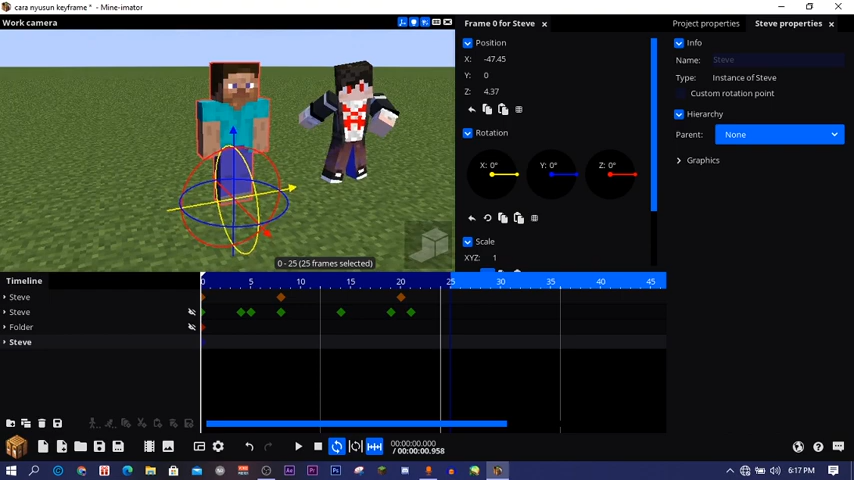 cara nyusun keyframe * - Mine-imator
Work camera
Frame 0 for Steve
Project properties
Steve properties
Position
X: -47.45
Y: 0
Z: 4.37
Rotation
X: 0° Y: 0° Z: 0°
Scale
XYZ: 1
Info
Name: Steve
Type: Instance of Steve
Custom rotation point
Hierarchy
Parent: None
Graphics
0 - 25 (25 frames selected)
Timeline
0 5 10 15 20 25 30 35 40 45
Steve
Steve
Folder
Steve
00:00:00.000
/ 00:00:00.958
6:17 PM